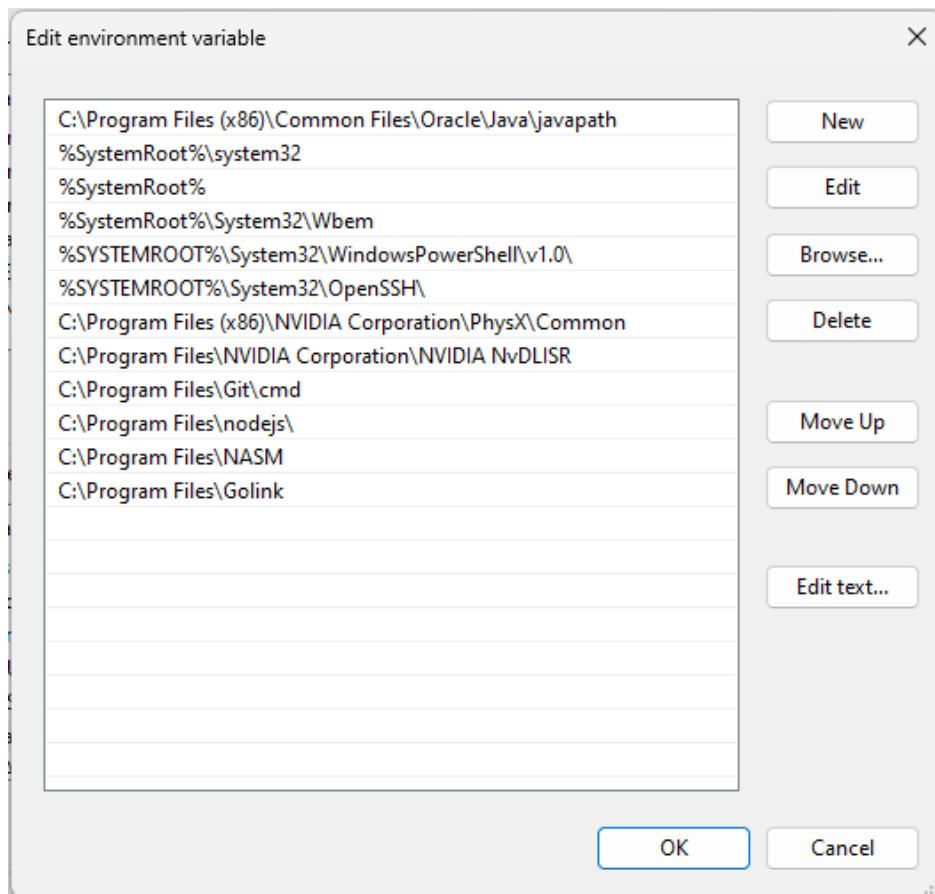 Edit environment variable
C:\Program Files (x86)\Common Files\Oracle\Java\javapath
%SystemRoot%\system32
%SystemRoot%
%SystemRoot%\System32\Wbem
%SYSTEMROOT%\System32\WindowsPowerShell\v1.0\
%SYSTEMROOT%\System32\OpenSSH\
C:\Program Files (x86)\NVIDIA Corporation\PhysX\Common
C:\Program Files\NVIDIA Corporation\NVIDIA NvDLISR
C:\Program Files\Git\cmd
C:\Program Files\nodejs\
C:\Program Files\NASM
C:\Program Files\Golink
New
Edit
Browse...
Delete
Move Up
Move Down
Edit text...
OK
Cancel